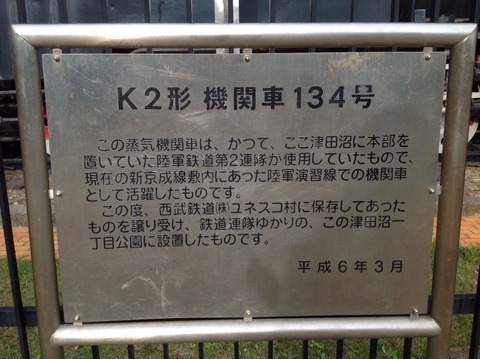 K2形 機関車134号
この蒸気機関車は、かつて、ここ津田沼に本部を
置いていた陸軍鉄道第2連隊が使用していたもので、
現在の新京成線敷内にあった陸軍演習線での機関車
として活躍したものです。
この度、西武鉄道㈱ユネスコ村に保存してあった
ものを譲り受け、鉄道連隊ゆかりの、この津田沼一
丁目公園に設置したものです。
平成6年3月